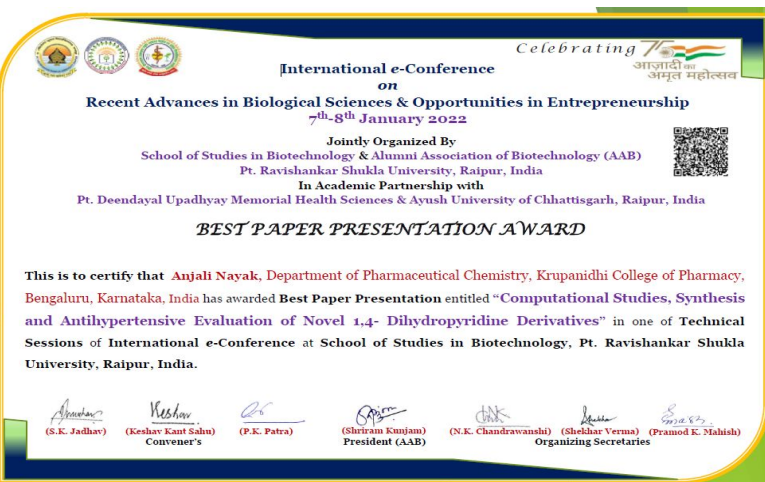 Celebrating 75
आज़ादी का
अमृत महोत्सव
International e-Conference
on
Recent Advances in Biological Sciences & Opportunities in Entrepreneurship
7th-8th January 2022
Jointly Organized By
School of Studies in Biotechnology & Alumni Association of Biotechnology (AAB)
Pt. Ravishankar Shukla University, Raipur, India
In Academic Partnership with
Pt. Deendayal Upadhyay Memorial Health Sciences & Ayush University of Chhattisgarh, Raipur, India
BEST PAPER PRESENTATION AWARD
This is to certify that Anjali Nayak, Department of Pharmaceutical Chemistry, Krupanidhi College of Pharmacy,
Bengaluru, Karnataka, India has awarded Best Paper Presentation entitled “Computational Studies, Synthesis
and Antihypertensive Evaluation of Novel 1,4- Dihydropyridine Derivatives” in one of Technical
Sessions of International e-Conference at School of Studies in Biotechnology, Pt. Ravishankar Shukla
University, Raipur, India.
Keshav
(S.K. Jadhav) (Keshav Kant Sahu) (P.K. Patra) (Shriram Kunjam) (N.K. Chandrawanshi) (Shekhar Verma) (Pramod K. Mahish)
Convener's President (AAB) Organizing Secretaries